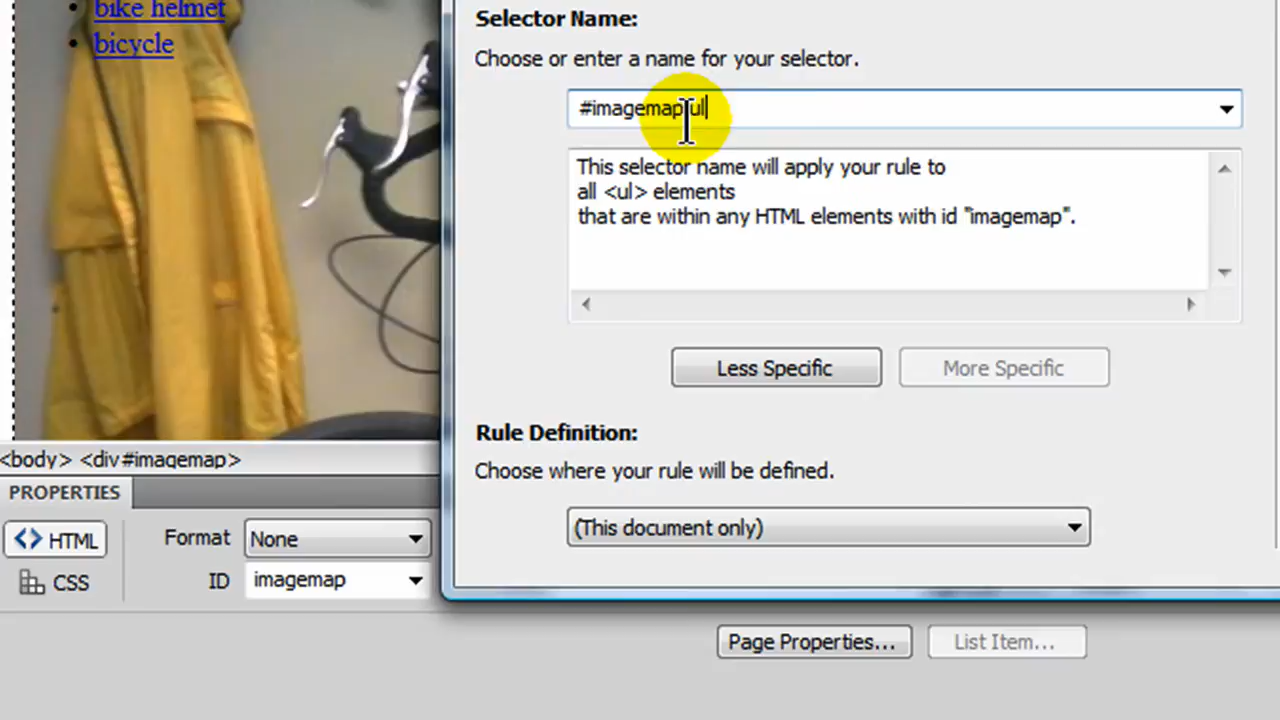 bike helmet
bicycle
Selector Name:
Choose or enter a name for your selector.
#imagemap ul
This selector name will apply your rule to
all <ul> elements
that are within any HTML elements with id "imagemap".
Less Specific
More Specific
Rule Definition:
Choose where your rule will be defined.
(This document only)
<body> <div#imagemap>
PROPERTIES
<> HTML
Format
None
CSS
ID
imagemap
Page Properties...
List Item...